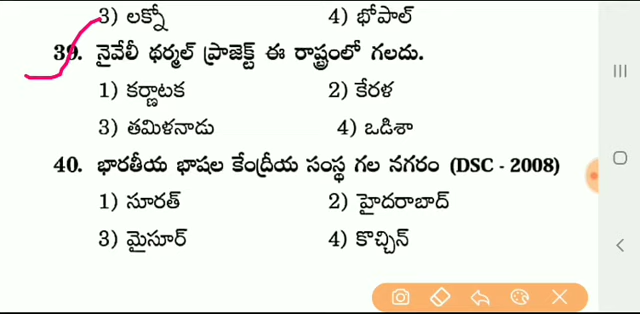 3) లక్నో 4) భోపాల్
39. నైవేలీ థర్మల్ ప్రాజెక్ట్ ఈ రాష్ట్రంలో గలదు.
1) కర్ణాటక 2) కేరళ
3) తమిళనాడు 4) ఒడిశా
40. భారతీయ భాషల కేంద్రీయ సంస్థ గల నగరం (DSC - 2008)
1) సూరత్ 2) హైదరాబాద్
3) మైసూర్ 4) కొచ్చిన్